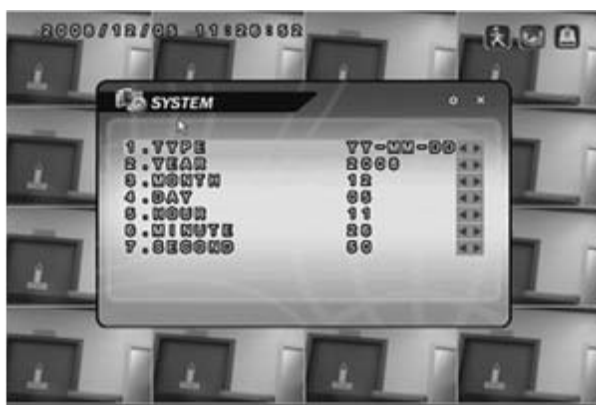 2008/12/05 11:26:52
SYSTEM
1.TYPE YY-MM-DD
2.YEAR 2008
3.MONTH 12
4.DAY 05
5.HOUR 11
6.MINUTE 26
7.SECOND 50